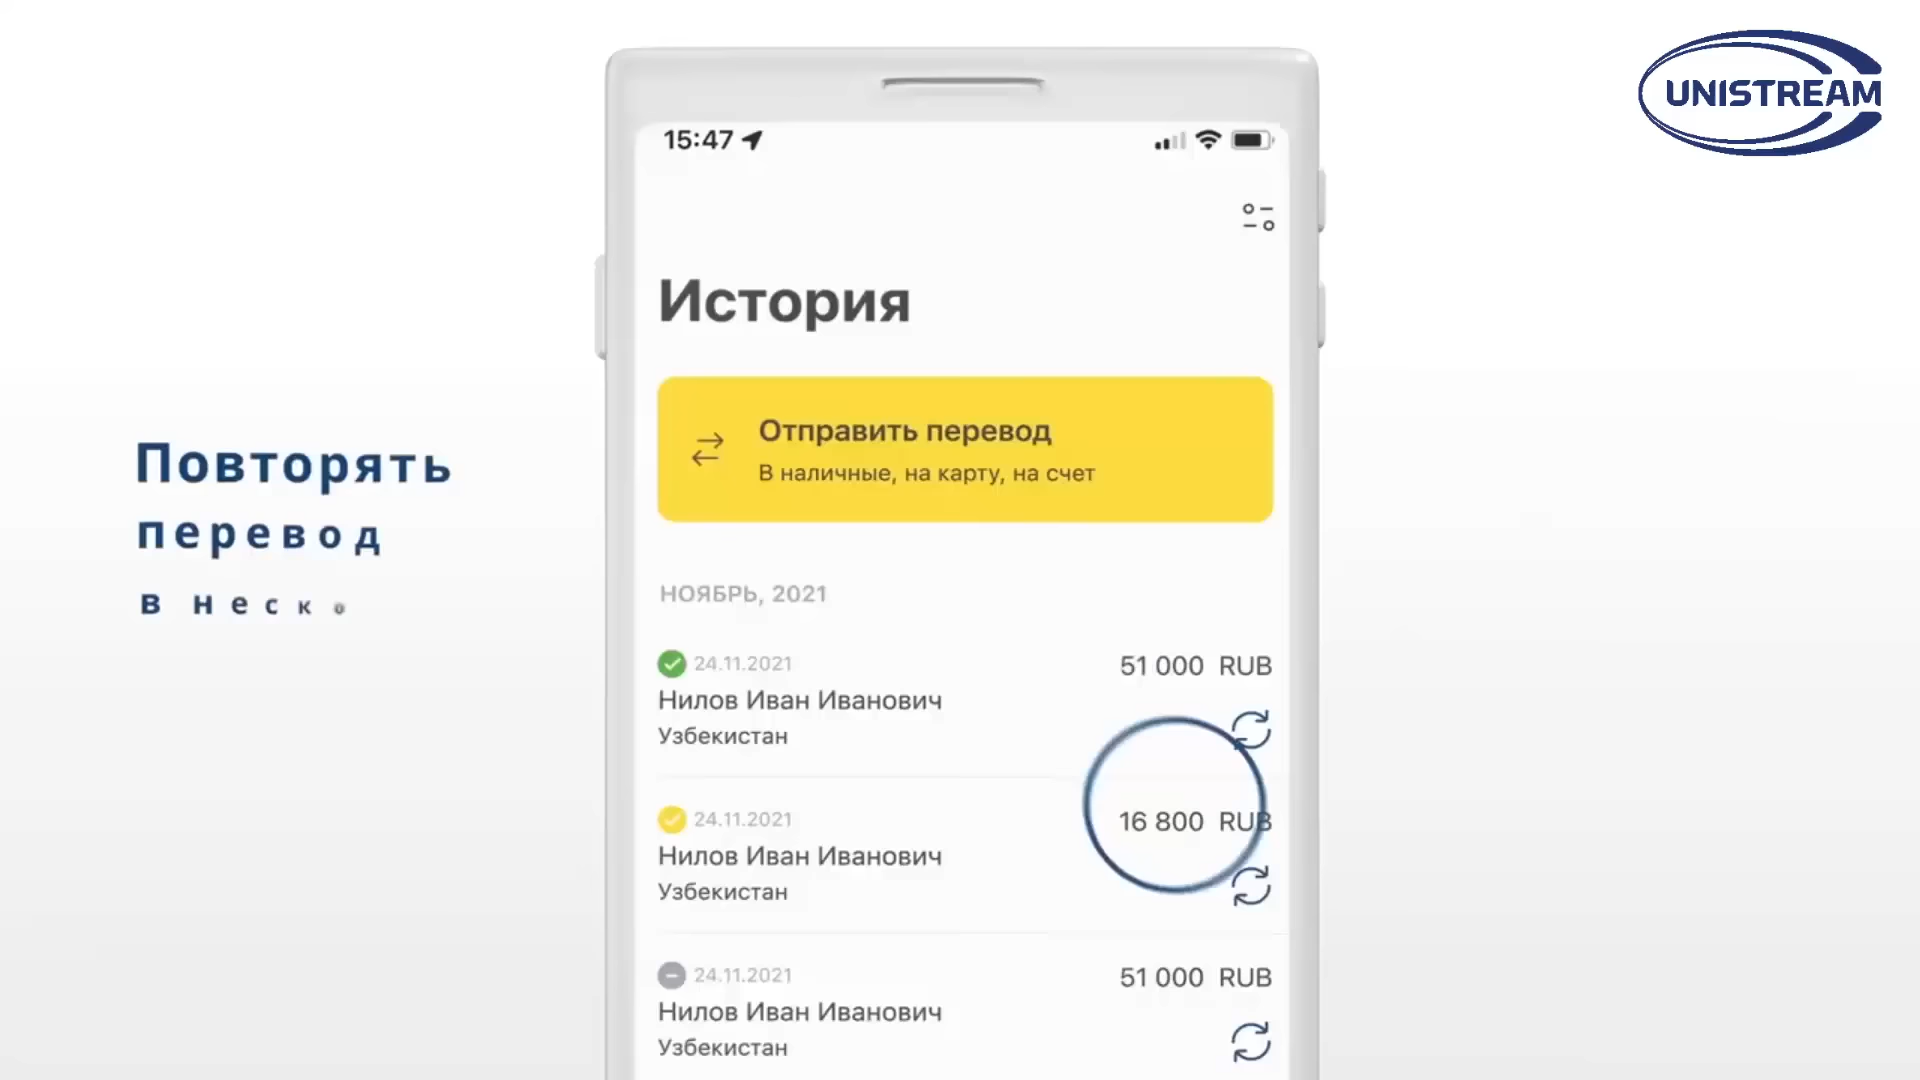 UNISTREAM
15:47
История
Отправить перевод
В наличные, на карту, на счет
Повторять
перевод
в неско
НОЯБРЬ, 2021
24.11.2021
51 000 RUB
Нилов Иван Иванович
Узбекистан
24.11.2021
16 800 RUB
Нилов Иван Иванович
Узбекистан
24.11.2021
51 000 RUB
Нилов Иван Иванович
Узбекистан